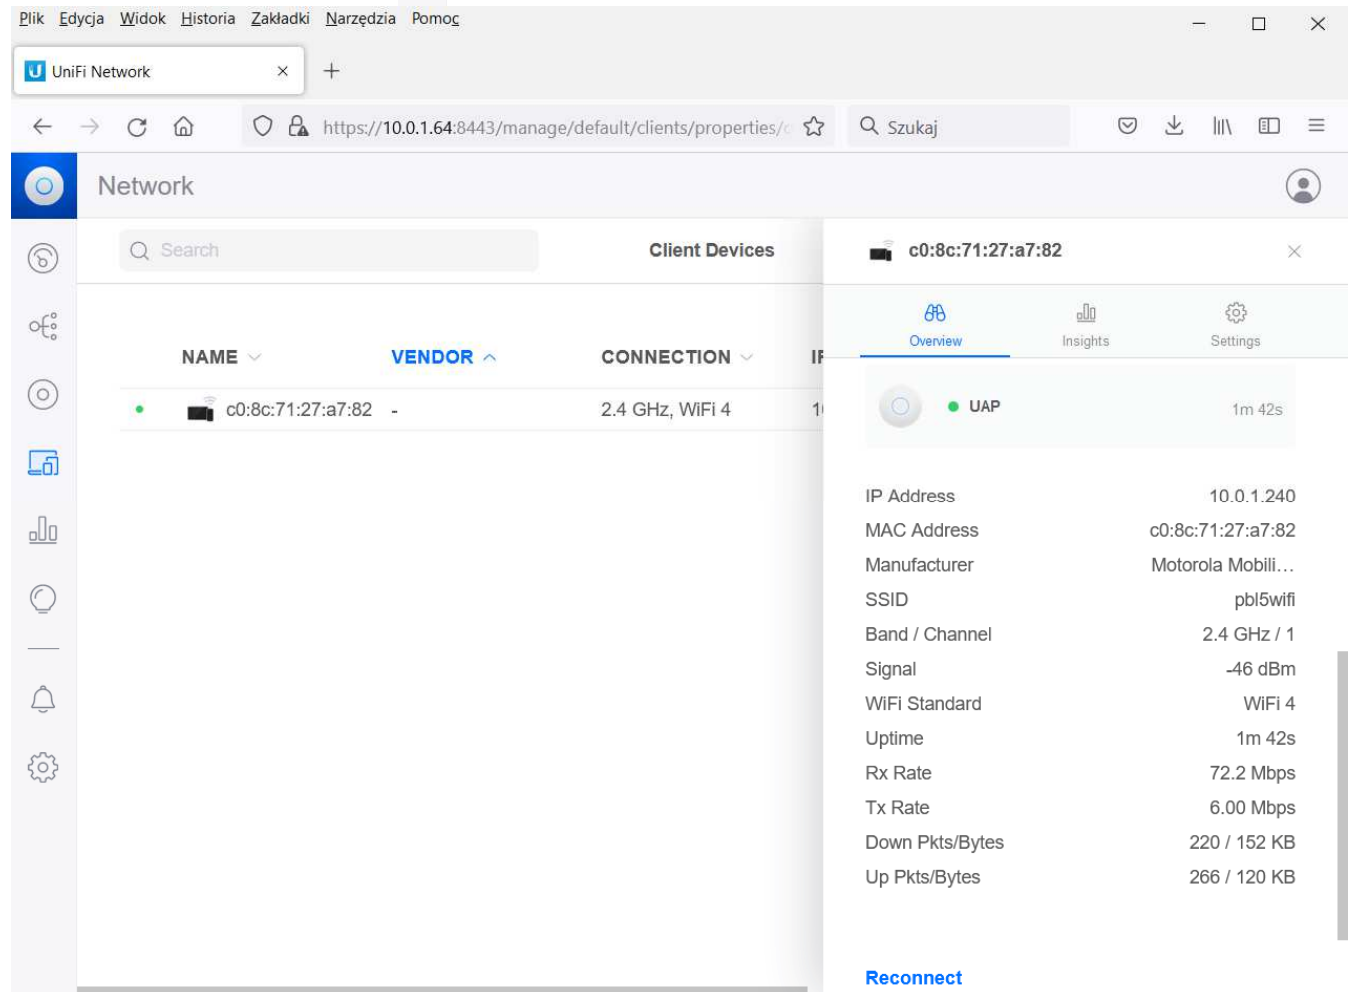 Plik Edycja Widok Historia Zakładki Narzędzia Pomoc
UniFi Network
https://10.0.1.64:8443/manage/default/clients/properties/
Szukaj
Network
Search
Client Devices
c0:8c:71:27:a7:82
Overview
Insights
Settings
NAME
VENDOR
CONNECTION
c0:8c:71:27:a7:82 - 2.4 GHz, WiFi 4
UAP 1m 42s
IP Address 10.0.1.240
MAC Address c0:8c:71:27:a7:82
Manufacturer Motorola Mobili…
SSID pbl5wifi
Band / Channel 2.4 GHz / 1
Signal -46 dBm
WiFi Standard WiFi 4
Uptime 1m 42s
Rx Rate 72.2 Mbps
Tx Rate 6.00 Mbps
Down Pkts/Bytes 220 / 152 KB
Up Pkts/Bytes 266 / 120 KB
Reconnect